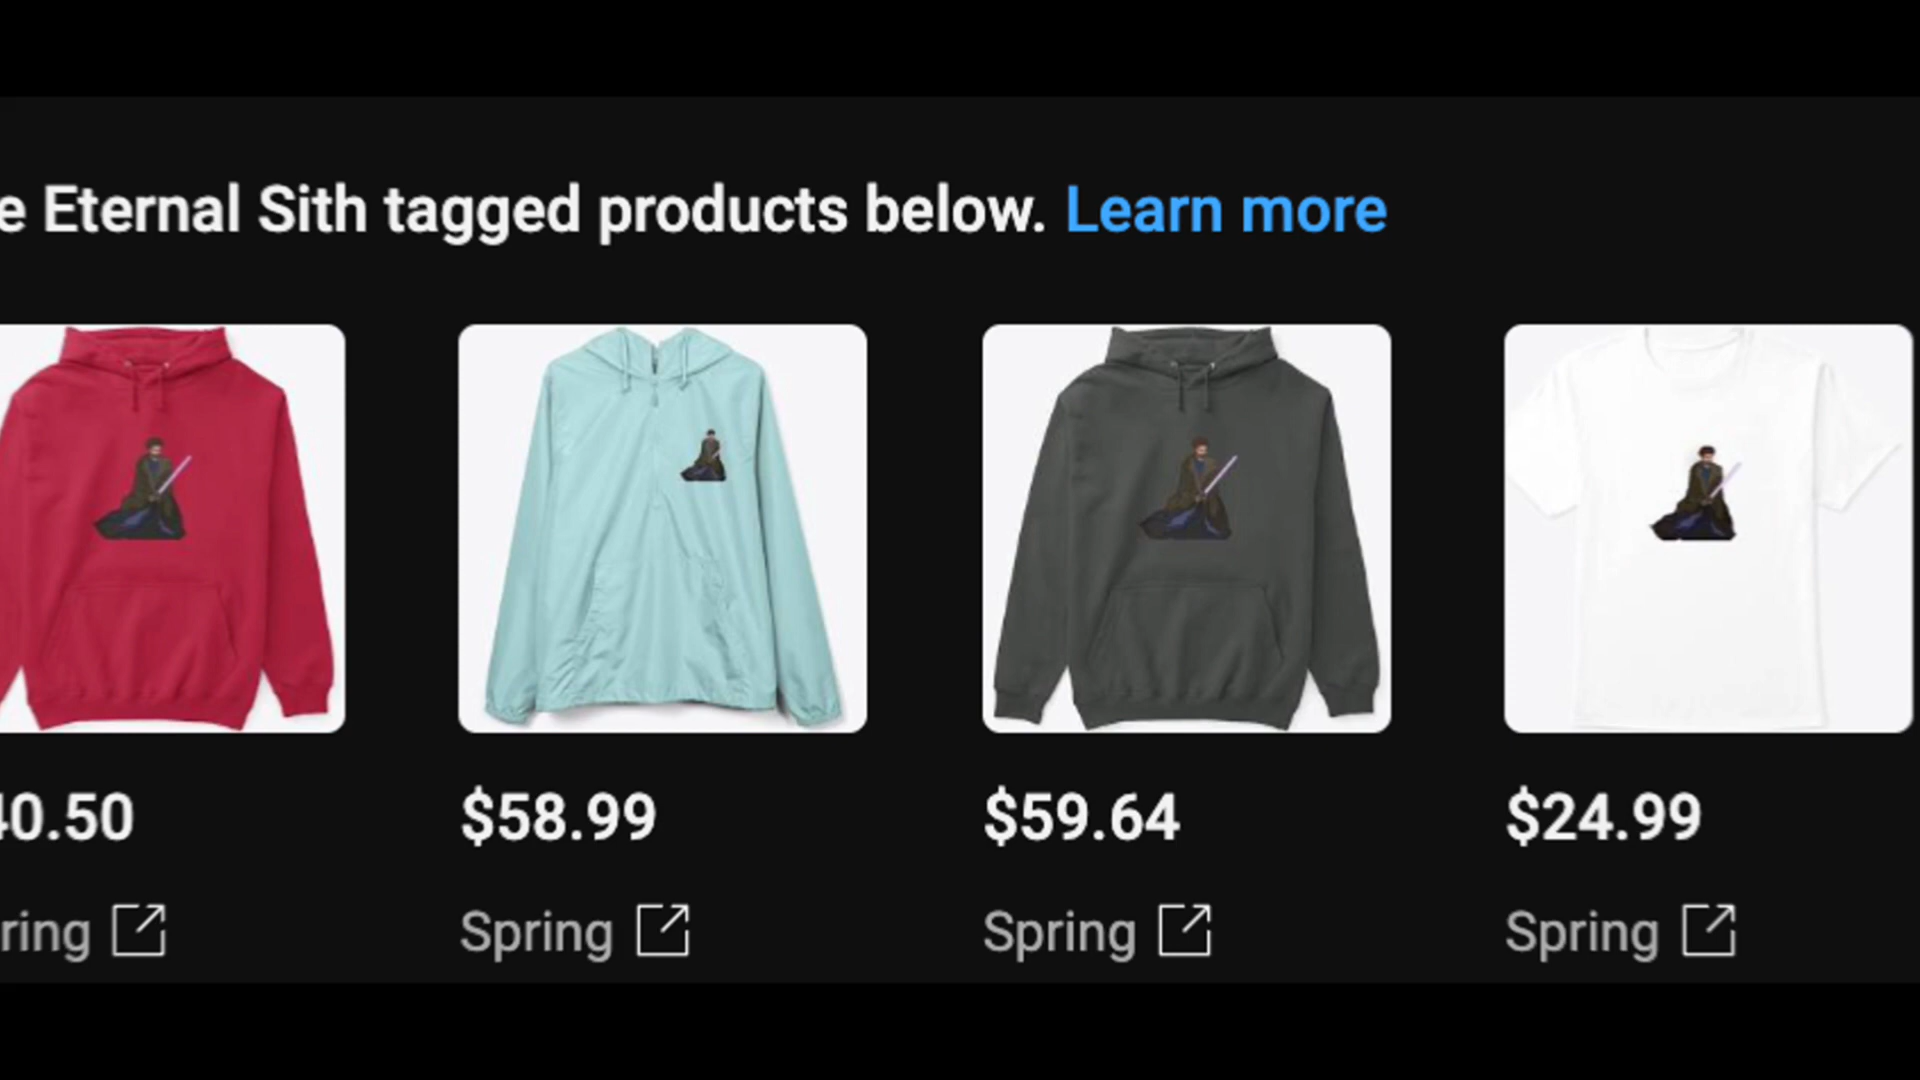 e Eternal Sith tagged products below. Learn more
40.50 $58.99 $59.64 $24.99
ring Spring Spring Spring